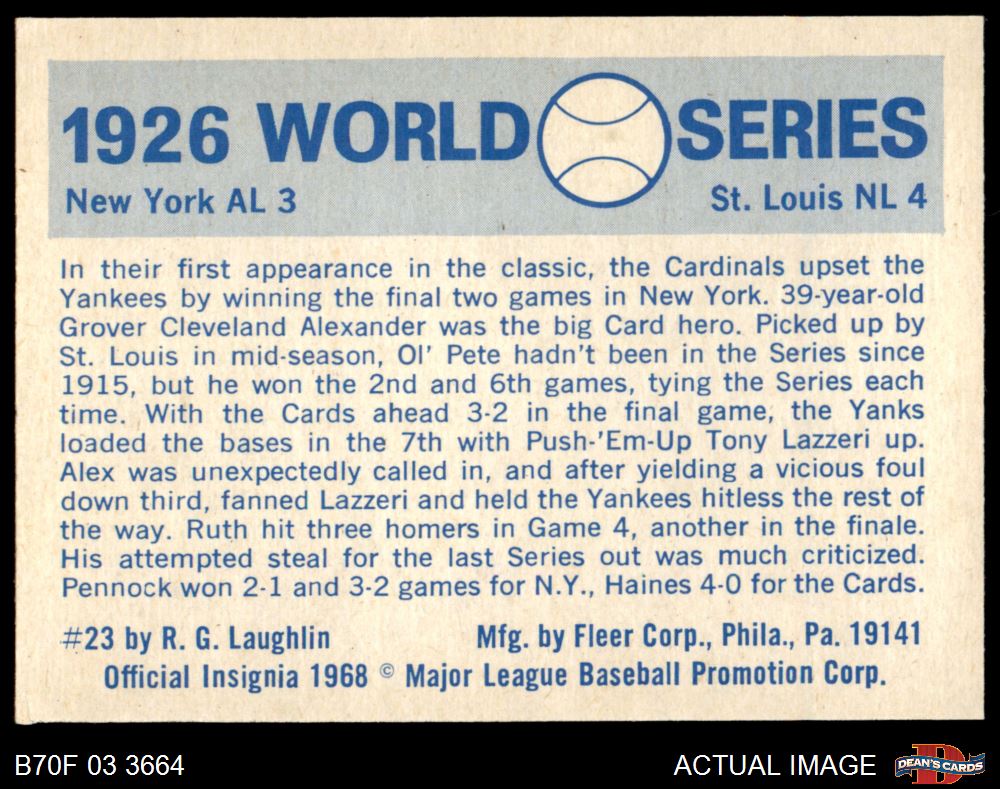 1926 WORLD SERIES
New York AL 3 St. Louis NL 4
In their first appearance in the classic, the Cardinals upset the
Yankees by winning the final two games in New York. 39-year-old
Grover Cleveland Alexander was the big Card hero. Picked up by
St. Louis in mid-season, Ol' Pete hadn't been in the Series since
1915, but he won the 2nd and 6th games, tying the Series each
time. With the Cards ahead 3-2 in the final game, the Yanks
loaded the bases in the 7th with Push-'Em-Up Tony Lazzeri up.
Alex was unexpectedly called in, and after yielding a vicious foul
down third, fanned Lazzeri and held the Yankees hitless the rest of
the way. Ruth hit three homers in Game 4, another in the finale.
His attempted steal for the last Series out was much criticized.
Pennock won 2-1 and 3-2 games for N.Y., Haines 4-0 for the Cards.
#23 by R. G. Laughlin Mfg. by Fleer Corp., Phila., Pa. 19141
Official Insignia 1968 © Major League Baseball Promotion Corp.
B70F 03 3664 ACTUAL IMAGE DEAN'S CARDS